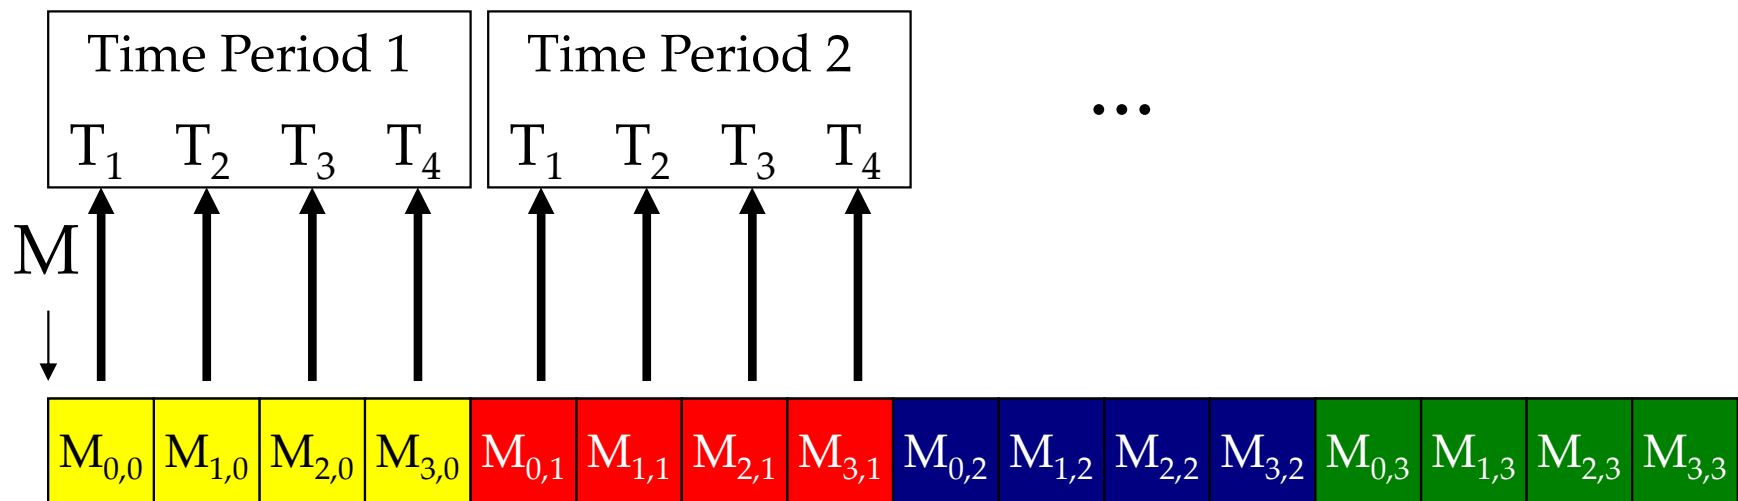 Time Period 1 Time Period 2
...
T₁ T₂ T₃ T₄ T₁ T₂ T₃ T₄
M
M₀,₀ M₁,₀ M₂,₀ M₃,₀ M₀,₁ M₁,₁ M₂,₁ M₃,₁ M₀,₂ M₁,₂ M₂,₂ M₃,₂ M₀,₃ M₁,₃ M₂,₃ M₃,₃